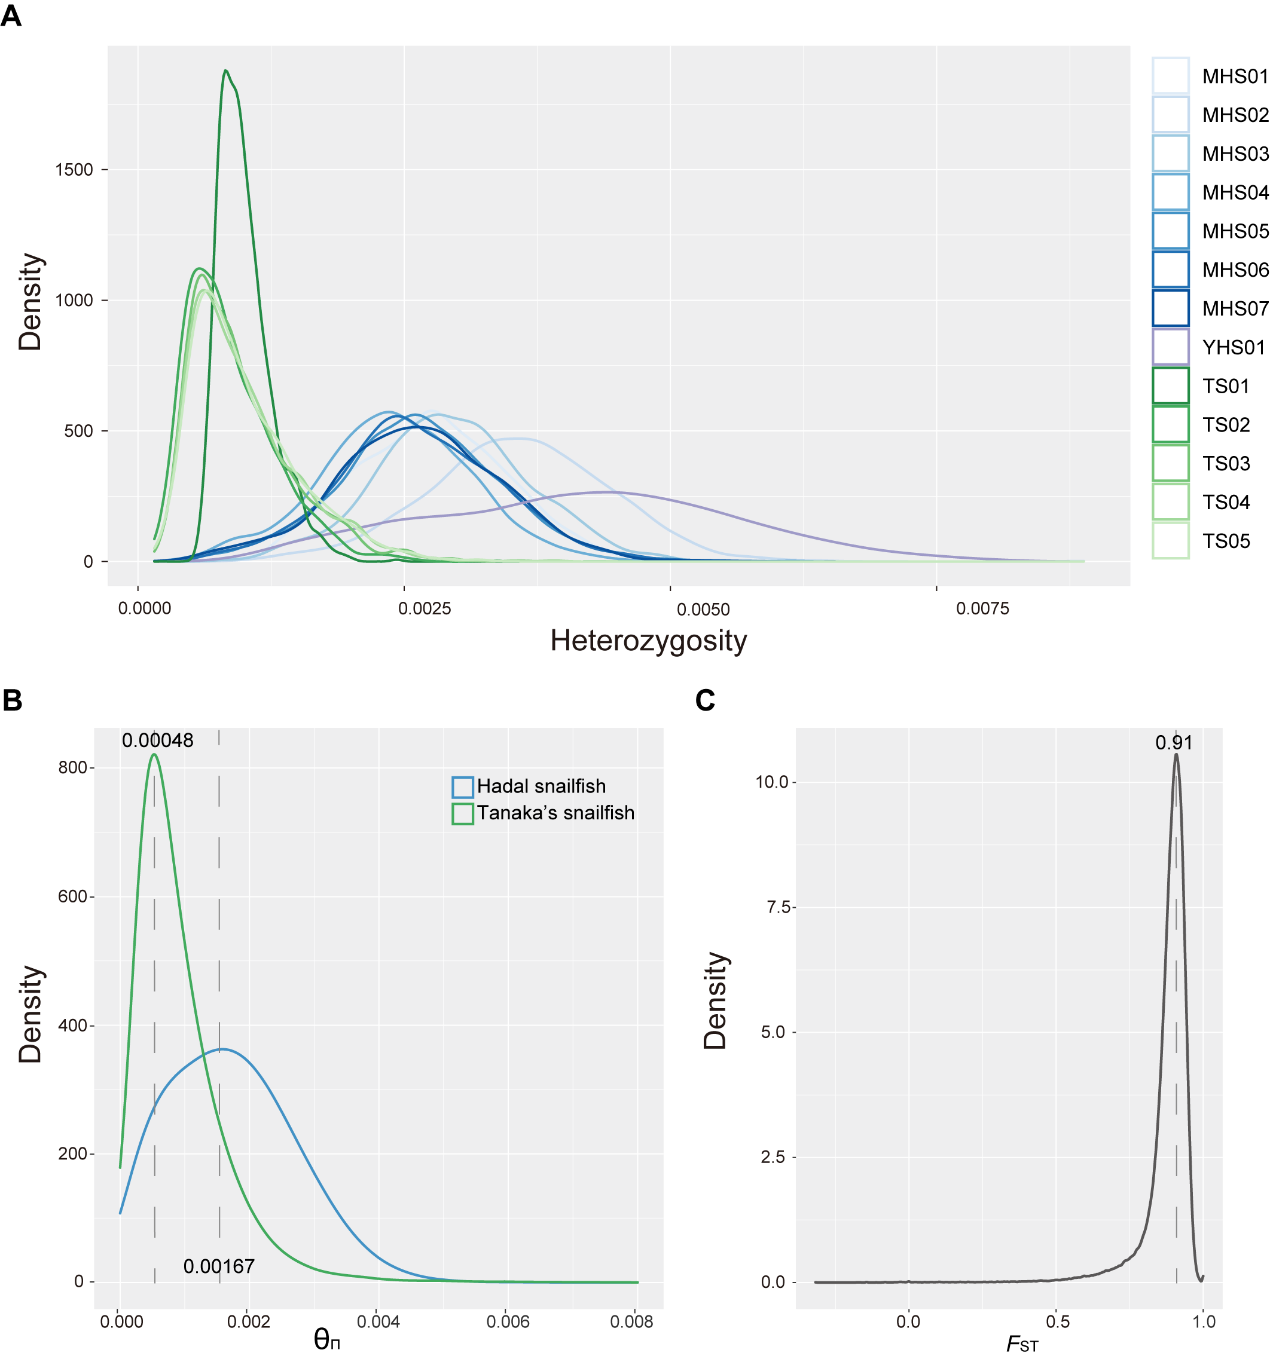 A
MHS01
MHS02
MHS03
MHS04
MHS05
MHS06
MHS07
YHS01
TS01
TS02
TS03
TS04
TS05
1500
1000
500
0
Density
0.0000 0.0025 0.0050 0.0075
Heterozygosity
B
0.00048
Hadal snailfish
Tanaka’s snailfish
800
600
400
200
0
Density
0.00167
0.000 0.002 0.004 0.006 0.008
θΠ
C
0.91
10.0
7.5
5.0
2.5
0.0
Density
0.0 0.5 1.0
FST